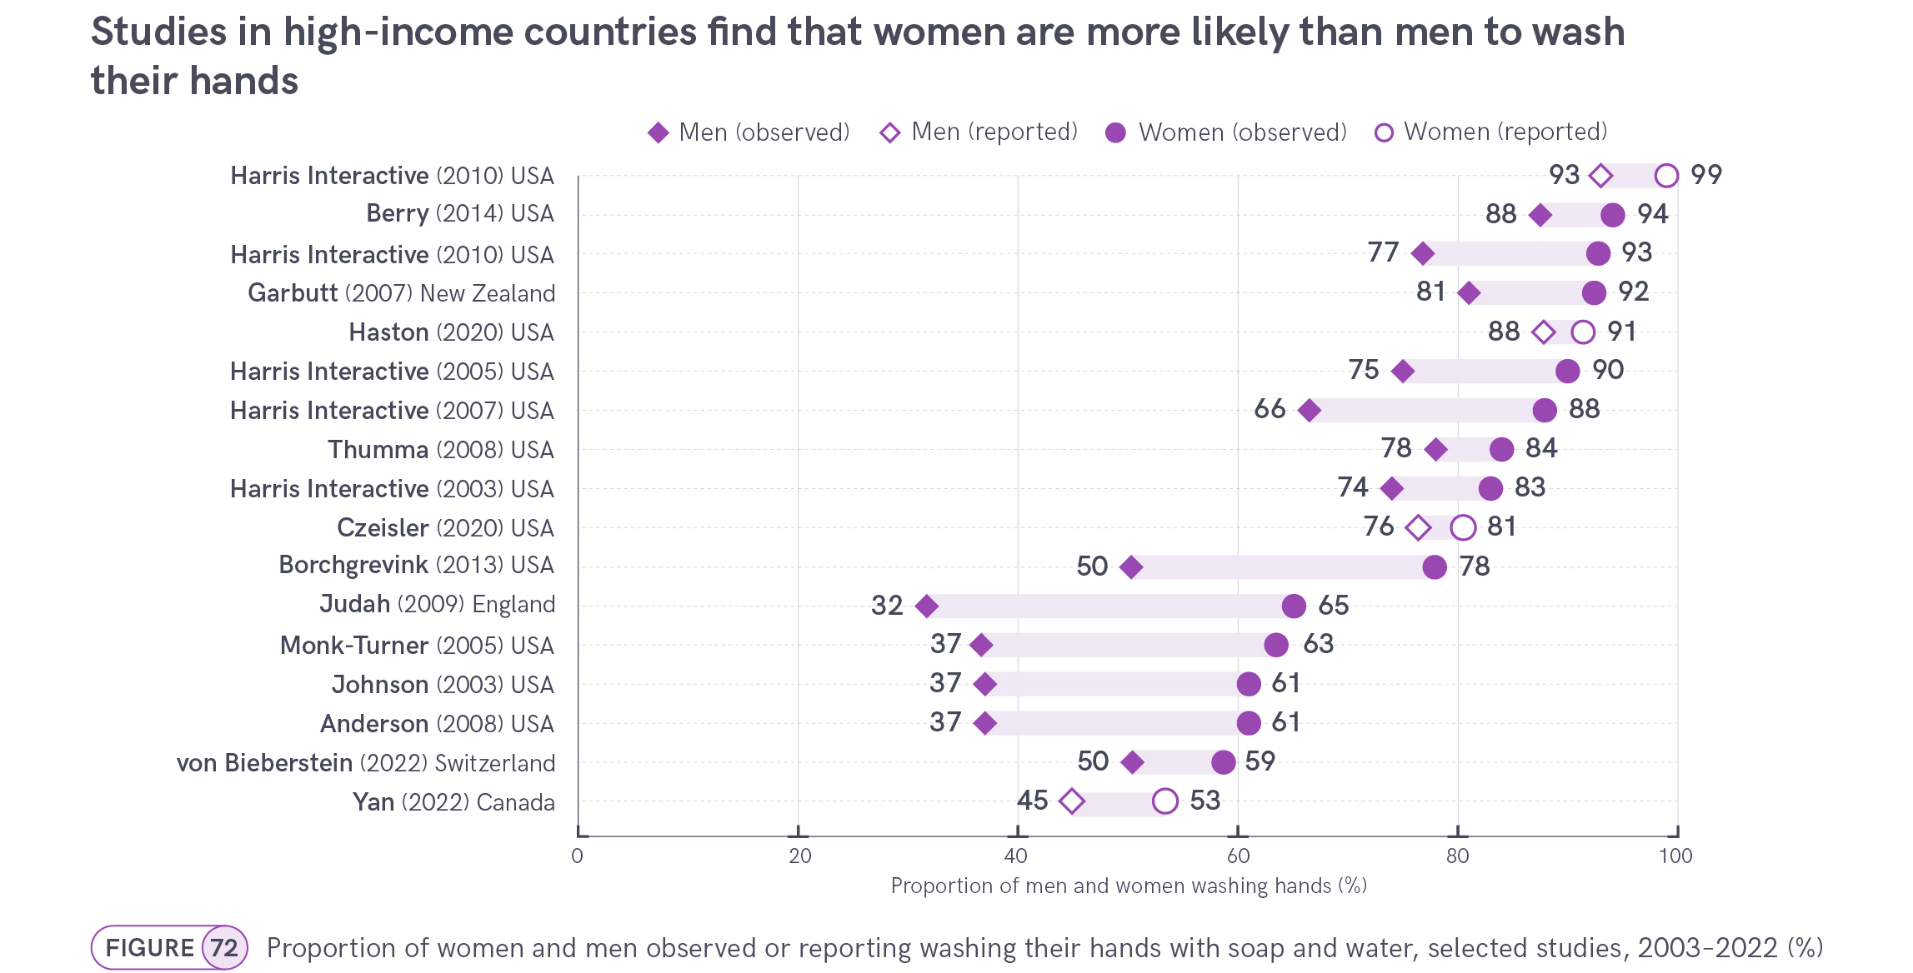 Studies in high-income countries find that women are more likely than men to wash
their hands
Men (observed) Men (reported) Women (observed) Women (reported)
Harris Interactive (2010) USA 93 99
Berry (2014) USA 88 94
Harris Interactive (2010) USA 77 93
Garbutt (2007) New Zealand 81 92
Haston (2020) USA 88 91
Harris Interactive (2005) USA 75 90
Harris Interactive (2007) USA 66 88
Thumma (2008) USA 78 84
Harris Interactive (2003) USA 74 83
Czeisler (2020) USA 76 81
Borchgrevink (2013) USA 50 78
Judah (2009) England 32 65
Monk-Turner (2005) USA 37 63
Johnson (2003) USA 37 61
Anderson (2008) USA 37 61
von Bieberstein (2022) Switzerland 50 59
Yan (2022) Canada 45 53
0 20 40 60 80 100
Proportion of men and women washing hands (%)
FIGURE 72 Proportion of women and men observed or reporting washing their hands with soap and water, selected studies, 2003–2022 (%)